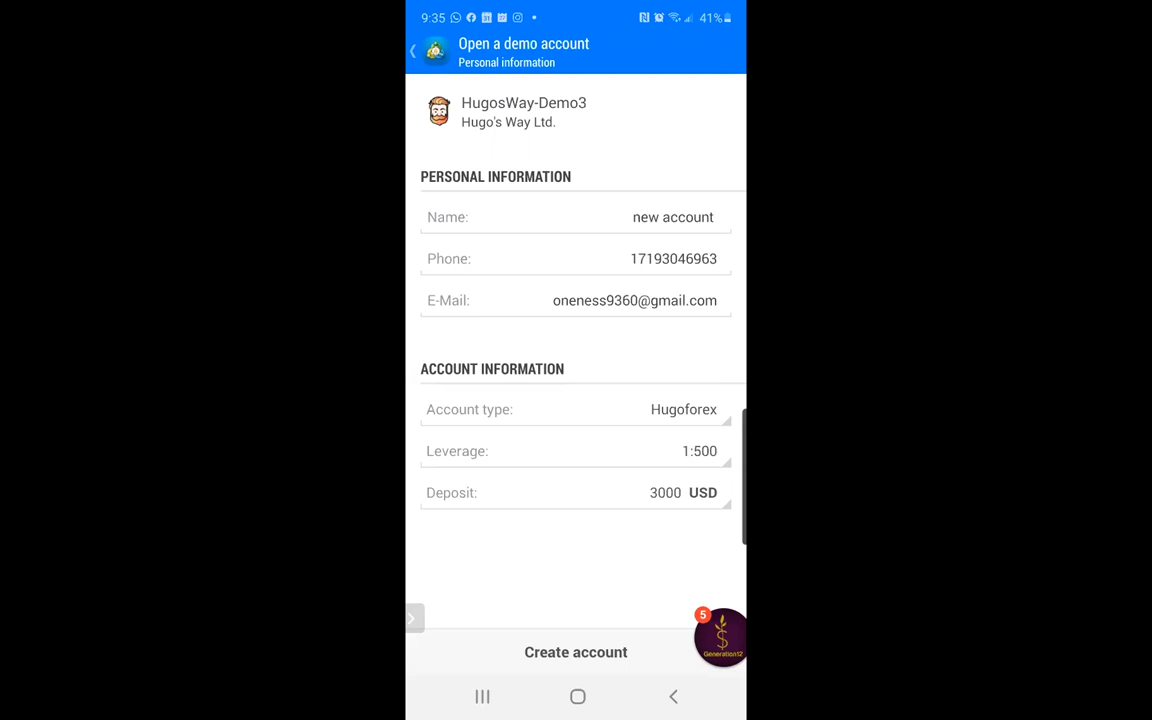 9:35 31 41%
Open a demo account
Personal information
HugosWay-Demo3
Hugo's Way Ltd.
PERSONAL INFORMATION
Name: new account
Phone: 17193046963
E-Mail: oneness9360@gmail.com
ACCOUNT INFORMATION
Account type: Hugoforex
Leverage: 1:500
Deposit: 3000 USD
5
Generation12
Create account